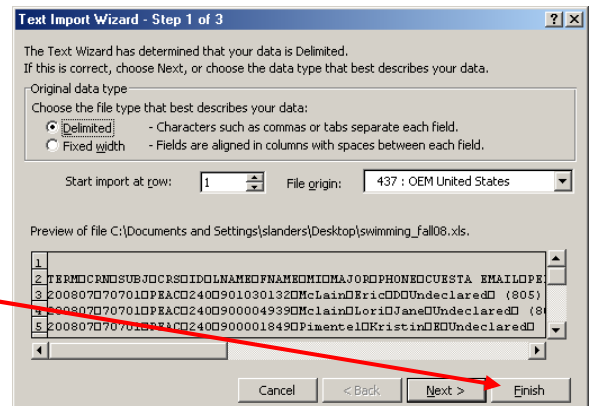 Text Import Wizard - Step 1 of 3
The Text Wizard has determined that your data is Delimited.
If this is correct, choose Next, or choose the data type that best describes your data.
Original data type
Choose the file type that best describes your data:
Delimited - Characters such as commas or tabs separate each field.
Fixed width - Fields are aligned in columns with spaces between each field.
Start import at row: 1 File origin: 437 : OEM United States
Preview of file C:\Documents and Settings\slanders\Desktop\swimming_fall08.xls.
1
2 TERM□CRN□SUBJ□CRS□ID□LNAME□FNAME□MI□MAJOR□PHONE□CUESTA EMAIL□PE
3 200807□70701□PEAC□240□901030132□McLain□Eric□D□Undeclared□ (805)
4 200807□70701□PEAC□240□900004939□Mclain□Lori□Jane□Undeclared□ (8
5 200807□70701□PEAC□240□900001849□Pimentel□Kristin□E□Undeclared□
Cancel < Back Next > Finish